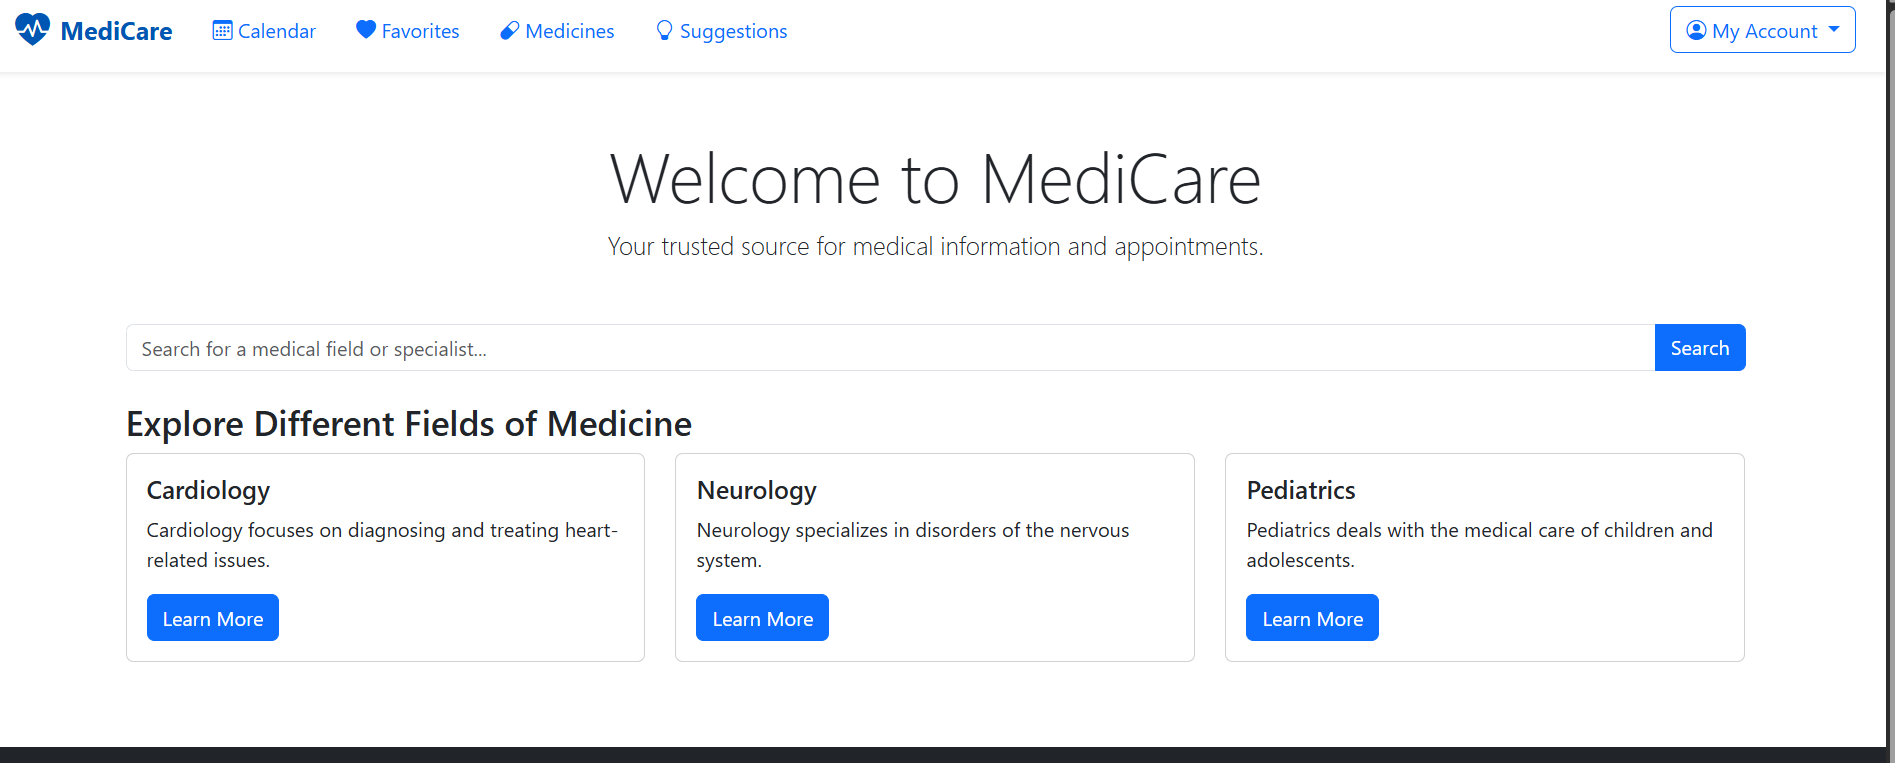 MediCare Calendar Favorites Medicines Suggestions My Account
Welcome to MediCare
Your trusted source for medical information and appointments.
Search for a medical field or specialist... Search
Explore Different Fields of Medicine
Cardiology
Cardiology focuses on diagnosing and treating heart-
related issues.
Learn More
Neurology
Neurology specializes in disorders of the nervous
system.
Learn More
Pediatrics
Pediatrics deals with the medical care of children and
adolescents.
Learn More